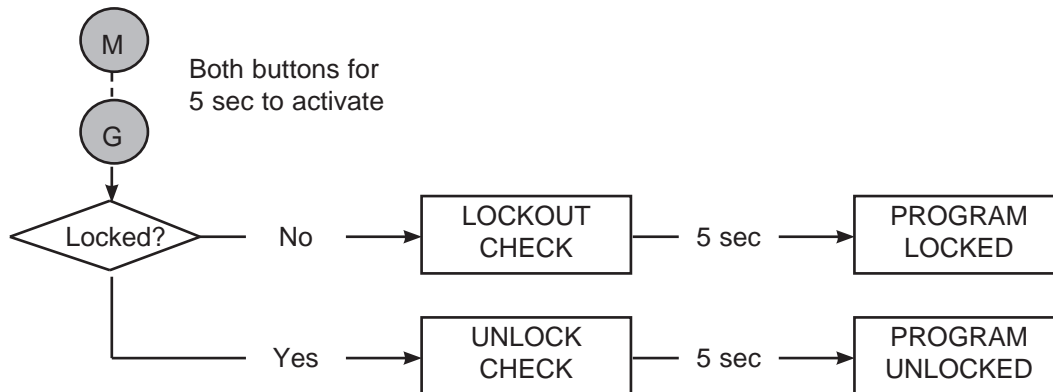 M
Both buttons for
5 sec to activate
G
Locked?
No
LOCKOUT
CHECK
5 sec
PROGRAM
LOCKED
Yes
UNLOCK
CHECK
5 sec
PROGRAM
UNLOCKED